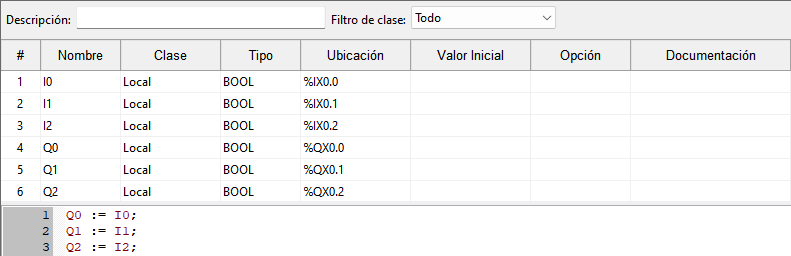 Descripción: Filtro de clase: Todo
# Nombre Clase Tipo Ubicación Valor Inicial Opción Documentación
1 I0 Local BOOL %IX0.0
2 I1 Local BOOL %IX0.1
3 I2 Local BOOL %IX0.2
4 Q0 Local BOOL %QX0.0
5 Q1 Local BOOL %QX0.1
6 Q2 Local BOOL %QX0.2
1 Q0 := I0;
2 Q1 := I1;
3 Q2 := I2;